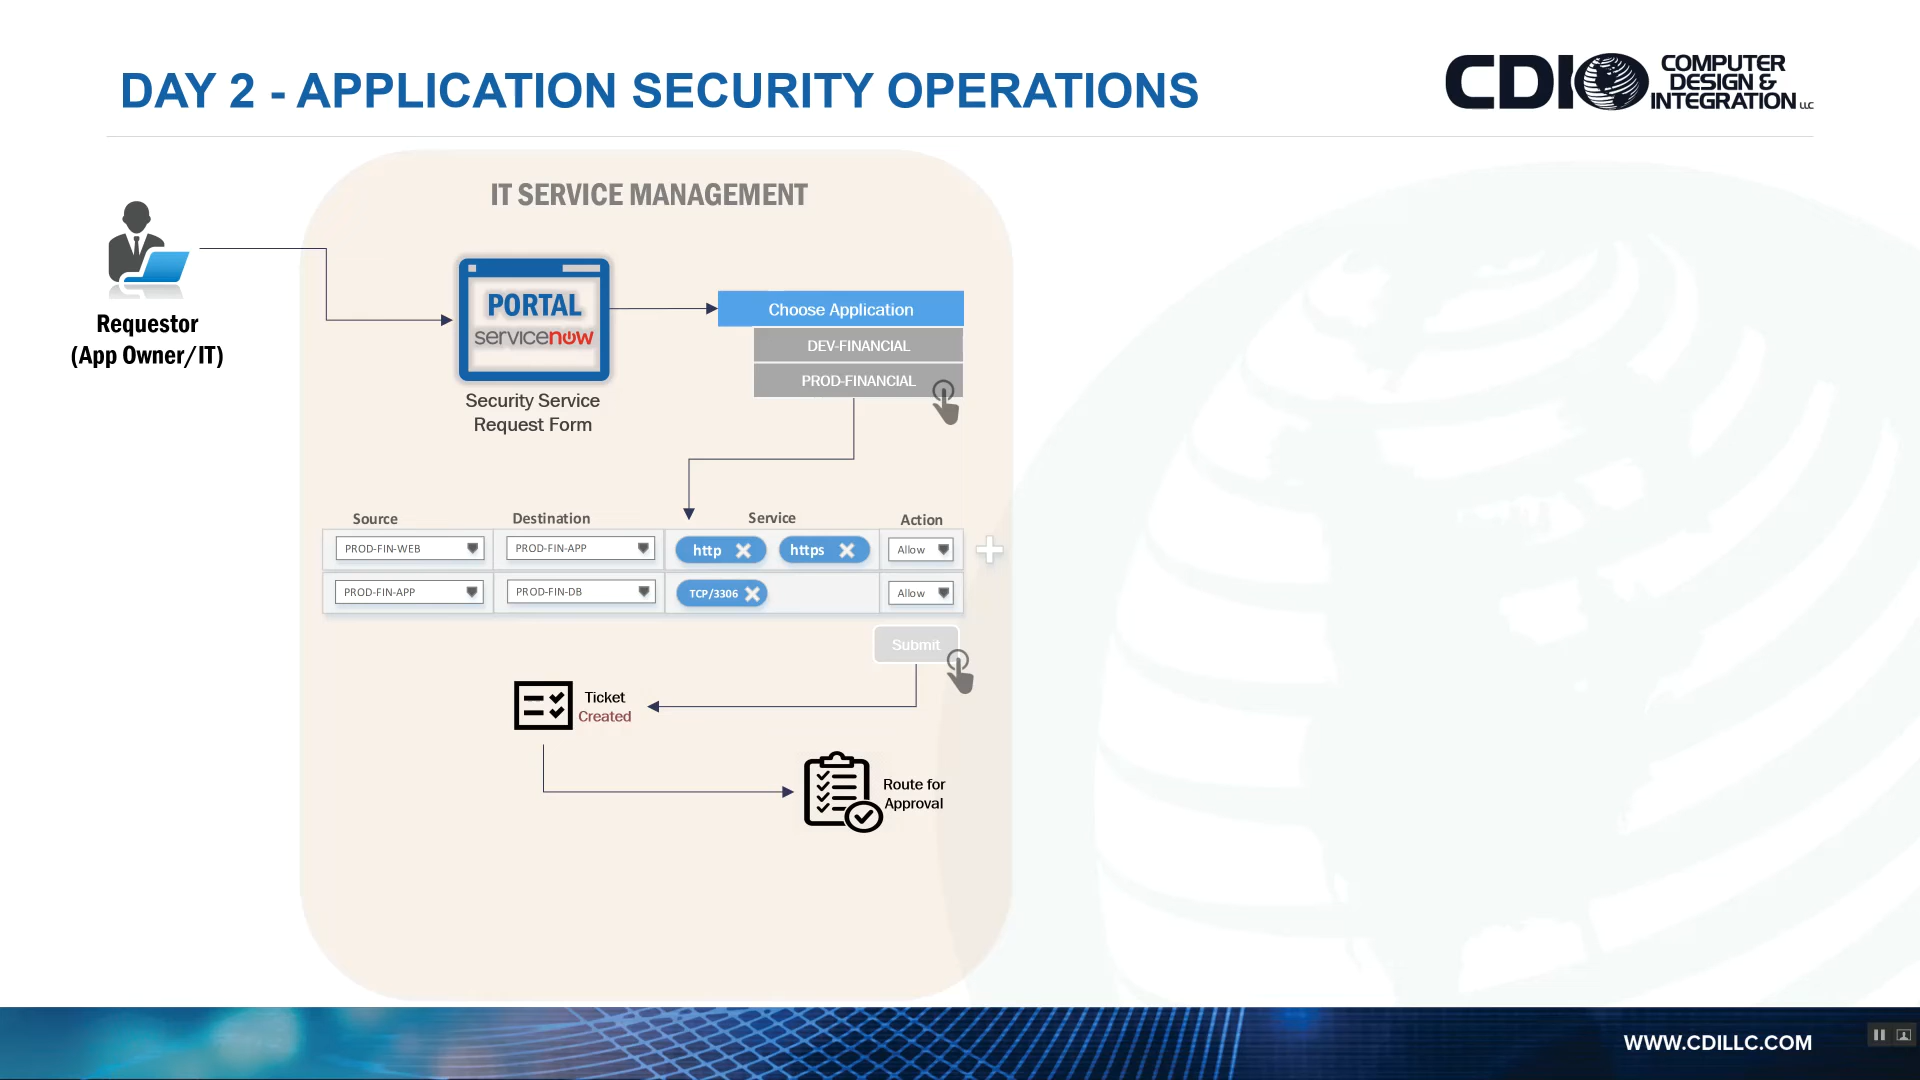 DAY 2 - APPLICATION SECURITY OPERATIONS
CDI
COMPUTER
DESIGN &
INTEGRATION LLC
IT SERVICE MANAGEMENT
Requestor
(App Owner/IT)
PORTAL
servicenow
Security Service
Request Form
Choose Application
DEV-FINANCIAL
PROD-FINANCIAL
Source Destination Service Action
PROD-FIN-WEB PROD-FIN-APP http https Allow
PROD-FIN-APP PROD-FIN-DB TCP/3306 Allow
Submit
Ticket
Created
Route for
Approval
WWW.CDILLC.COM